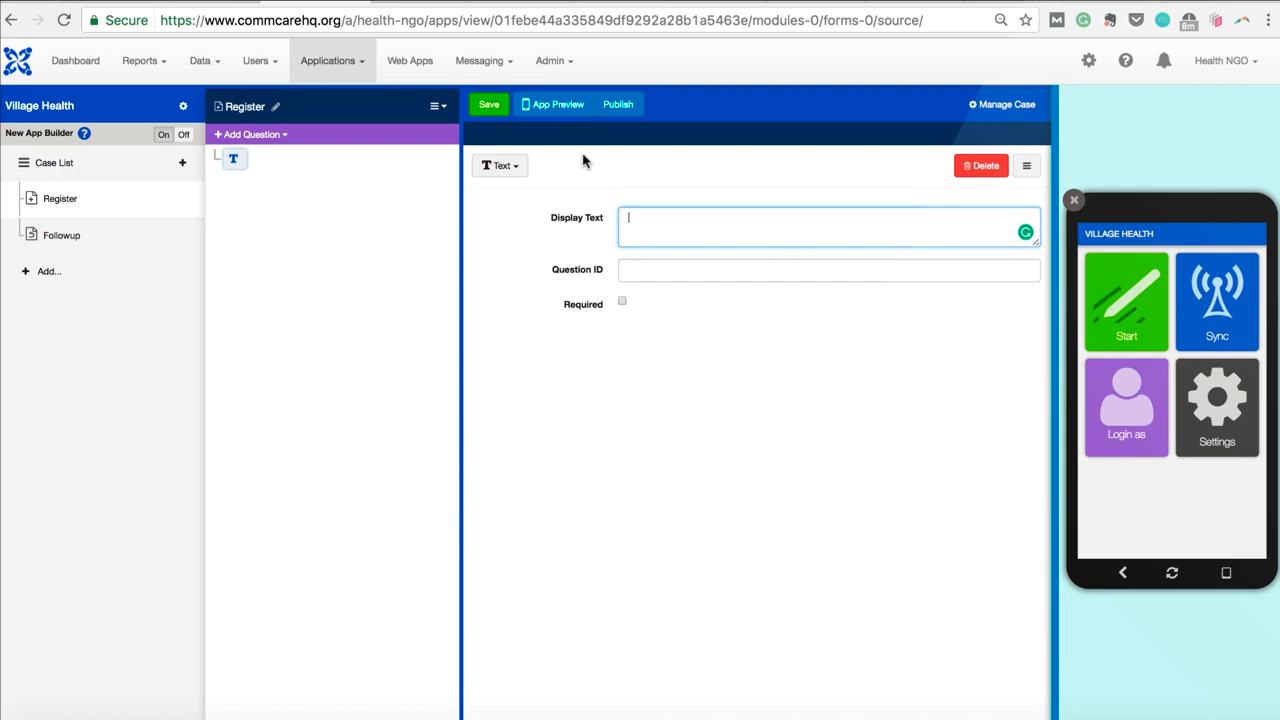 Secure https://www.commcarehq.org/a/health-ngo/apps/view/01febe44a335849df9292a28b1a5463e/modules-0/forms-0/source/
8m
Dashboard Reports Data Users Applications Web Apps Messaging Admin Health NGO
Village Health
Register
Save App Preview Publish Manage Case
New App Builder ? On Off
+ Add Question
Case List +
T
T Text
Delete
Register
Display Text
Followup
Question ID
+ Add...
Required
VILLAGE HEALTH
Start
Sync
Login as
Settings